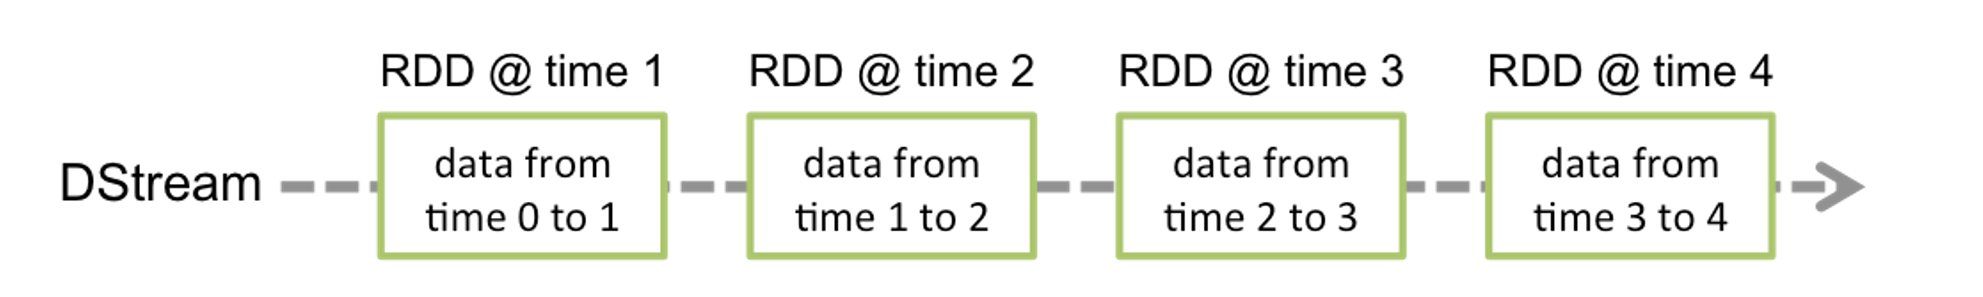 RDD @ time 1
RDD @ time 2
RDD @ time 3
RDD @ time 4
DStream
data from
time 0 to 1
data from
time 1 to 2
data from
time 2 to 3
data from
time 3 to 4